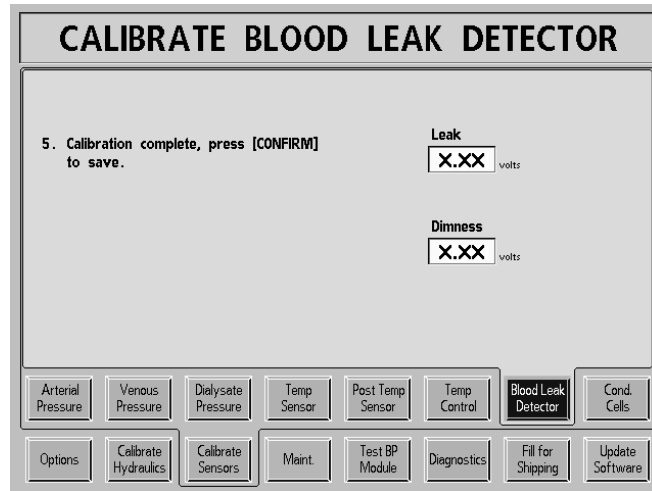 CALIBRATE BLOOD LEAK DETECTOR
5. Calibration complete, press [CONFIRM]
to save.
Leak
X.XX volts
Dimness
X.XX volts
Arterial
Pressure
Venous
Pressure
Dialysate
Pressure
Temp
Sensor
Post Temp
Sensor
Temp
Control
Blood Leak
Detector
Cond.
Cells
Options
Calibrate
Hydraulics
Calibrate
Sensors
Maint.
Test BP
Module
Diagnostics
Fill for
Shipping
Update
Software